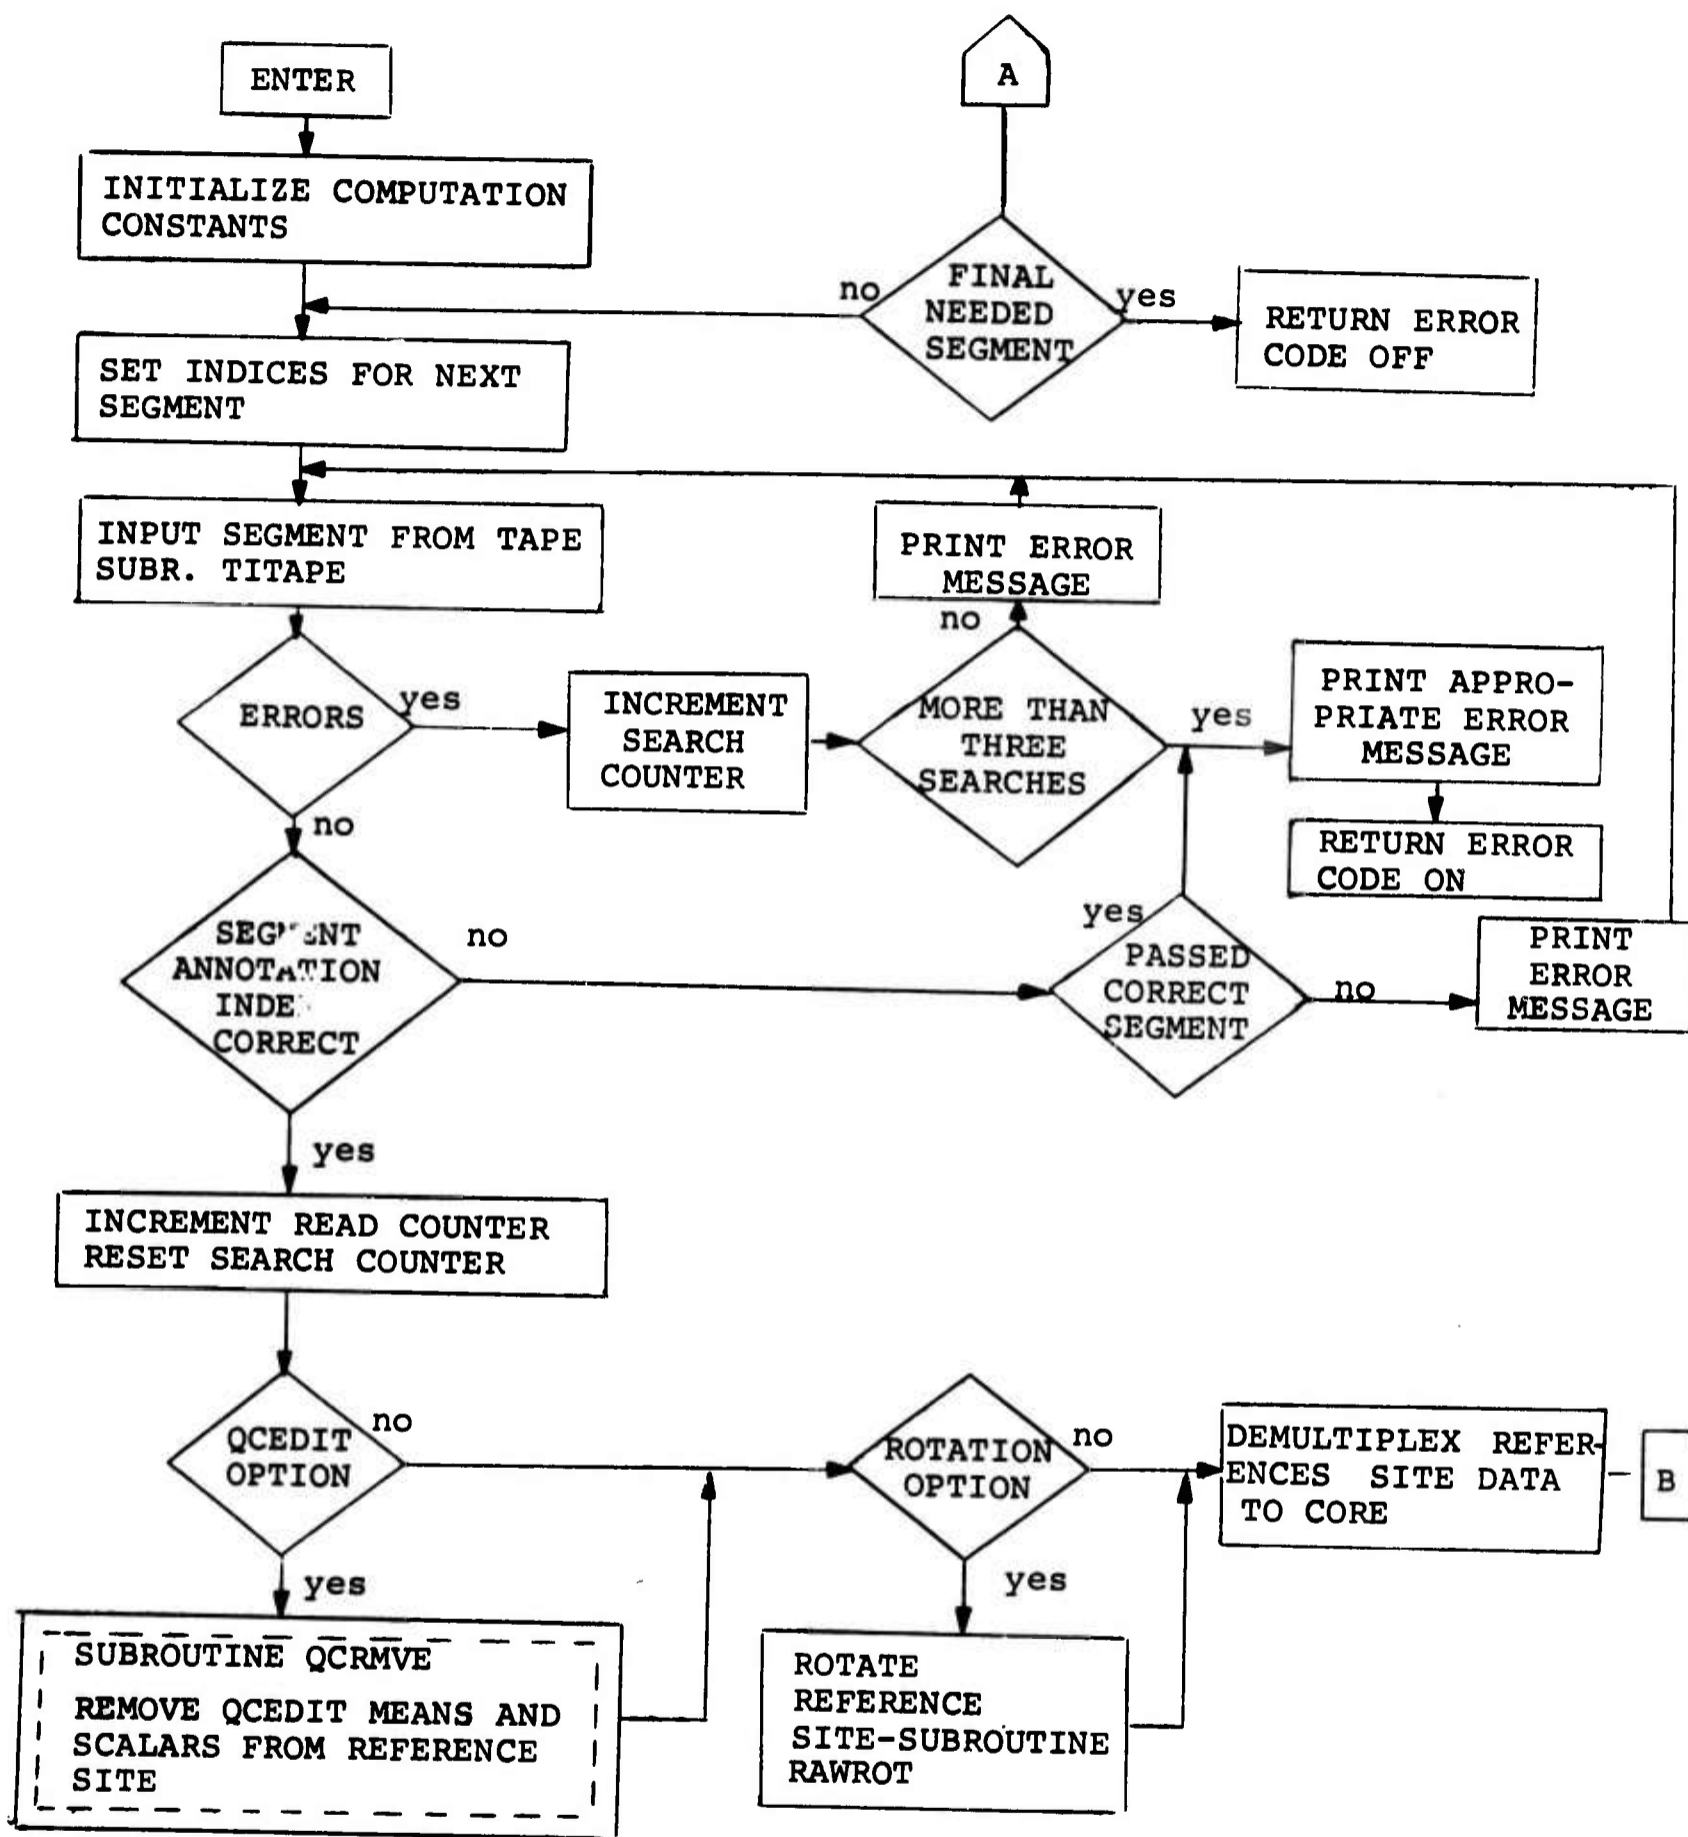 ENTER
A
INITIALIZE COMPUTATION
CONSTANTS
no
FINAL
NEEDED
SEGMENT
yes
RETURN ERROR
CODE OFF
SET INDICES FOR NEXT
SEGMENT
INPUT SEGMENT FROM TAPE
SUBR. TITAPE
PRINT ERROR
MESSAGE
no
ERRORS
yes
INCREMENT
SEARCH
COUNTER
MORE THAN
THREE
SEARCHES
yes
PRINT APPRO-
PRIATE ERROR
MESSAGE
RETURN ERROR
CODE ON
no
ANNOTATION
CORRECT
no
yes
PASSED
CORRECT
SEGMENT
no
PRINT
ERROR
MESSAGE
yes
INCREMENT READ COUNTER
RESET SEARCH COUNTER
QCEDIT
OPTION
no
ROTATION
OPTION
no
DEMULTIPLEX REFER-
ENCES SITE DATA
TO CORE
B
yes
SUBROUTINE QCRMVE
REMOVE QCEDIT MEANS AND
SCALARS FROM REFERENCE
SITE
yes
ROTATE
REFERENCE
SITE-SUBROUTINE
RAWROT